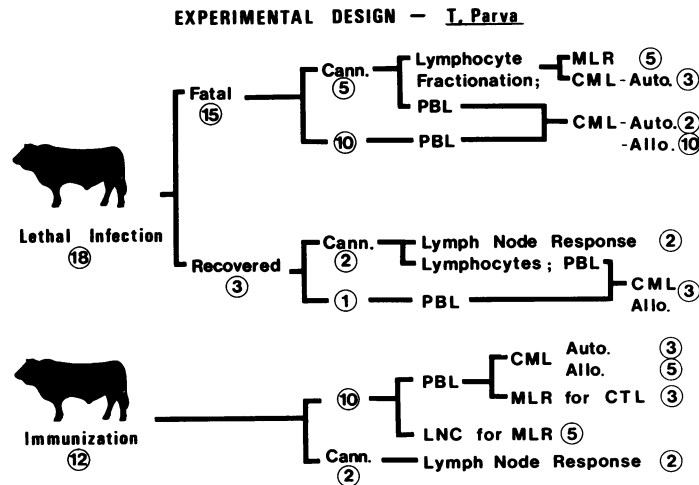 EXPERIMENTAL DESIGN — T. Parva
Lymphocyte
Fractionation;
MLR 5
CML-Auto. 3
Cann.
5
Fatal
15
PBL
CML-Auto. 2
-Allo. 10
10
PBL
Lethal Infection
18
Recovered
3
Cann.
2
Lymph Node Response 2
Lymphocytes; PBL
CML 3
Allo.
1
PBL
Immunization
12
10
PBL
CML
Auto. 3
Allo. 5
MLR for CTL 3
LNC for MLR 5
Cann.
2
Lymph Node Response 2